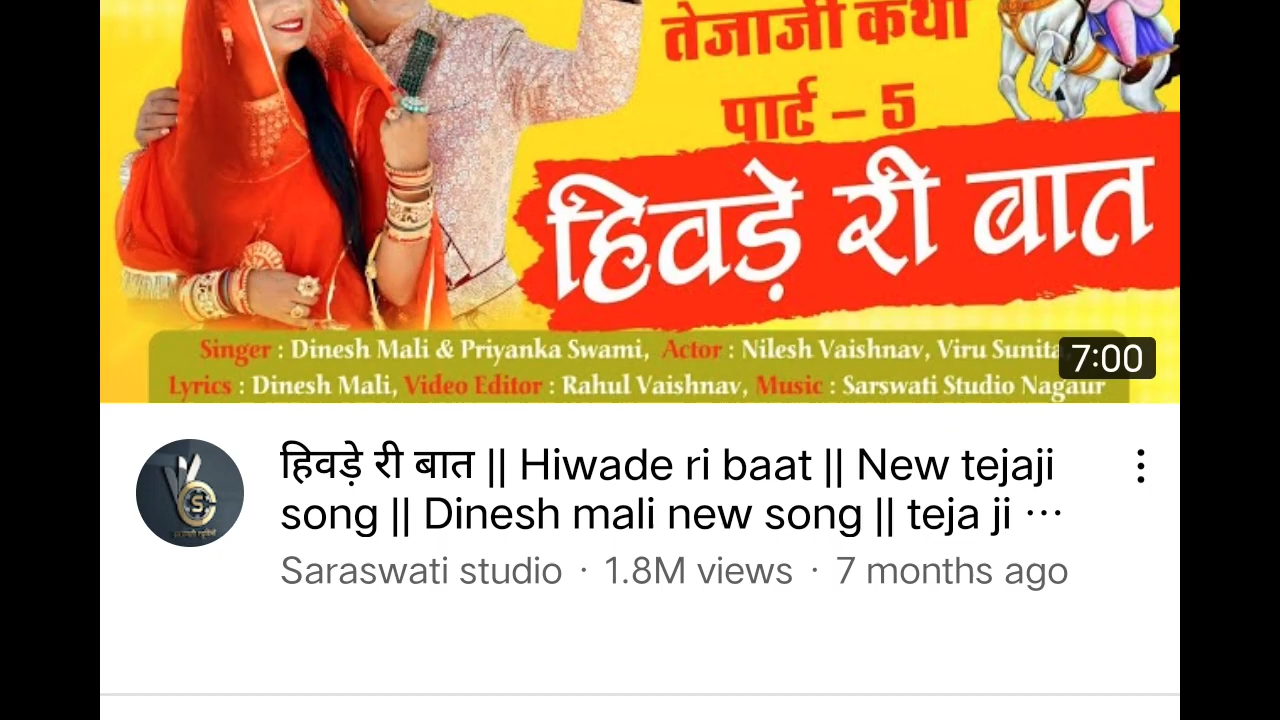 तेजाजी कथा
पार्ट – 5
हिवड़े री बात
Singer : Dinesh Mali & Priyanka Swami, Actor : Nilesh Vaishnav, Viru Sunita
7:00
Lyrics : Dinesh Mali, Video Editor : Rahul Vaishnav, Music : Sarswati Studio Nagaur
हिवड़े री बात || Hiwade ri baat || New tejaji
song || Dinesh mali new song || teja ji ...
Saraswati studio · 1.8M views · 7 months ago